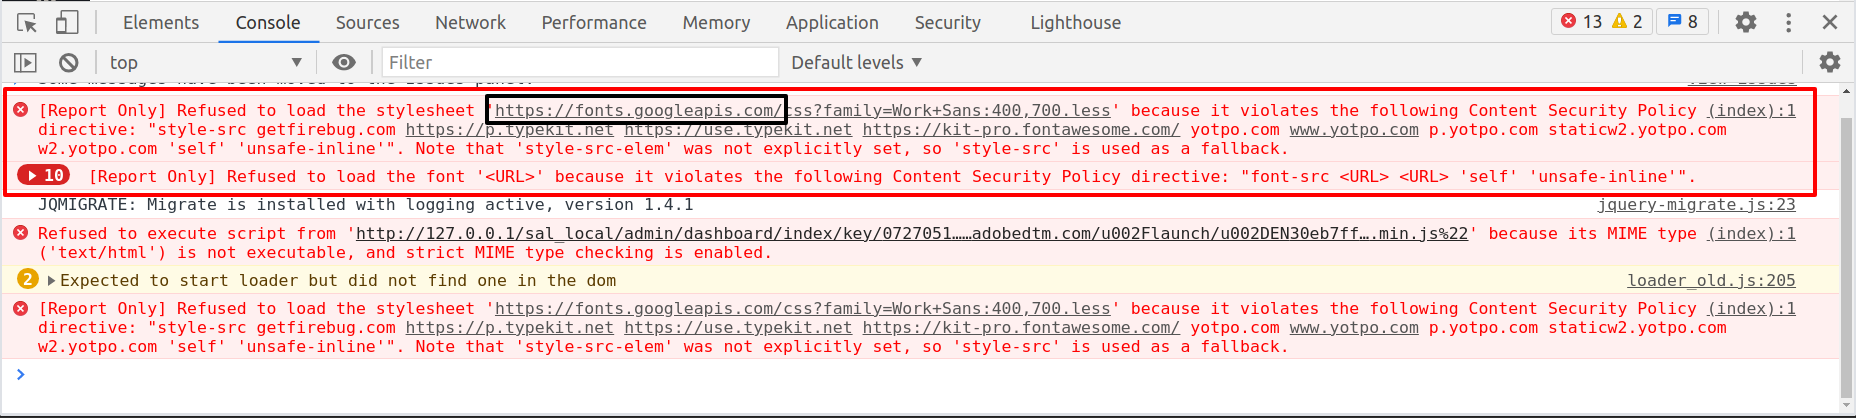 Elements Console Sources Network Performance Memory Application Security Lighthouse 13 2 8
top Filter Default levels
[Report Only] Refused to load the stylesheet 'https://fonts.googleapis.com/css?family=Work+Sans:400,700.less' because it violates the following Content Security Policy (index):1
directive: "style-src getfirebug.com https://p.typekit.net https://use.typekit.net https://kit-pro.fontawesome.com/ yotpo.com www.yotpo.com p.yotpo.com staticw2.yotpo.com
w2.yotpo.com 'self' 'unsafe-inline'". Note that 'style-src-elem' was not explicitly set, so 'style-src' is used as a fallback.
10 [Report Only] Refused to load the font '<URL>' because it violates the following Content Security Policy directive: "font-src <URL> <URL> 'self' 'unsafe-inline'".
JQMIGRATE: Migrate is installed with logging active, version 1.4.1 jquery-migrate.js:23
Refused to execute script from 'http://127.0.0.1/sal_local/admin/dashboard/index/key/0727051……adobedtm.com/u002Flaunch/u002DEN30eb7ff….min.js%22' because its MIME type (index):1
('text/html') is not executable, and strict MIME type checking is enabled.
2 Expected to start loader but did not find one in the dom loader_old.js:205
[Report Only] Refused to load the stylesheet 'https://fonts.googleapis.com/css?family=Work+Sans:400,700.less' because it violates the following Content Security Policy (index):1
directive: "style-src getfirebug.com https://p.typekit.net https://use.typekit.net https://kit-pro.fontawesome.com/ yotpo.com www.yotpo.com p.yotpo.com staticw2.yotpo.com
w2.yotpo.com 'self' 'unsafe-inline'". Note that 'style-src-elem' was not explicitly set, so 'style-src' is used as a fallback.